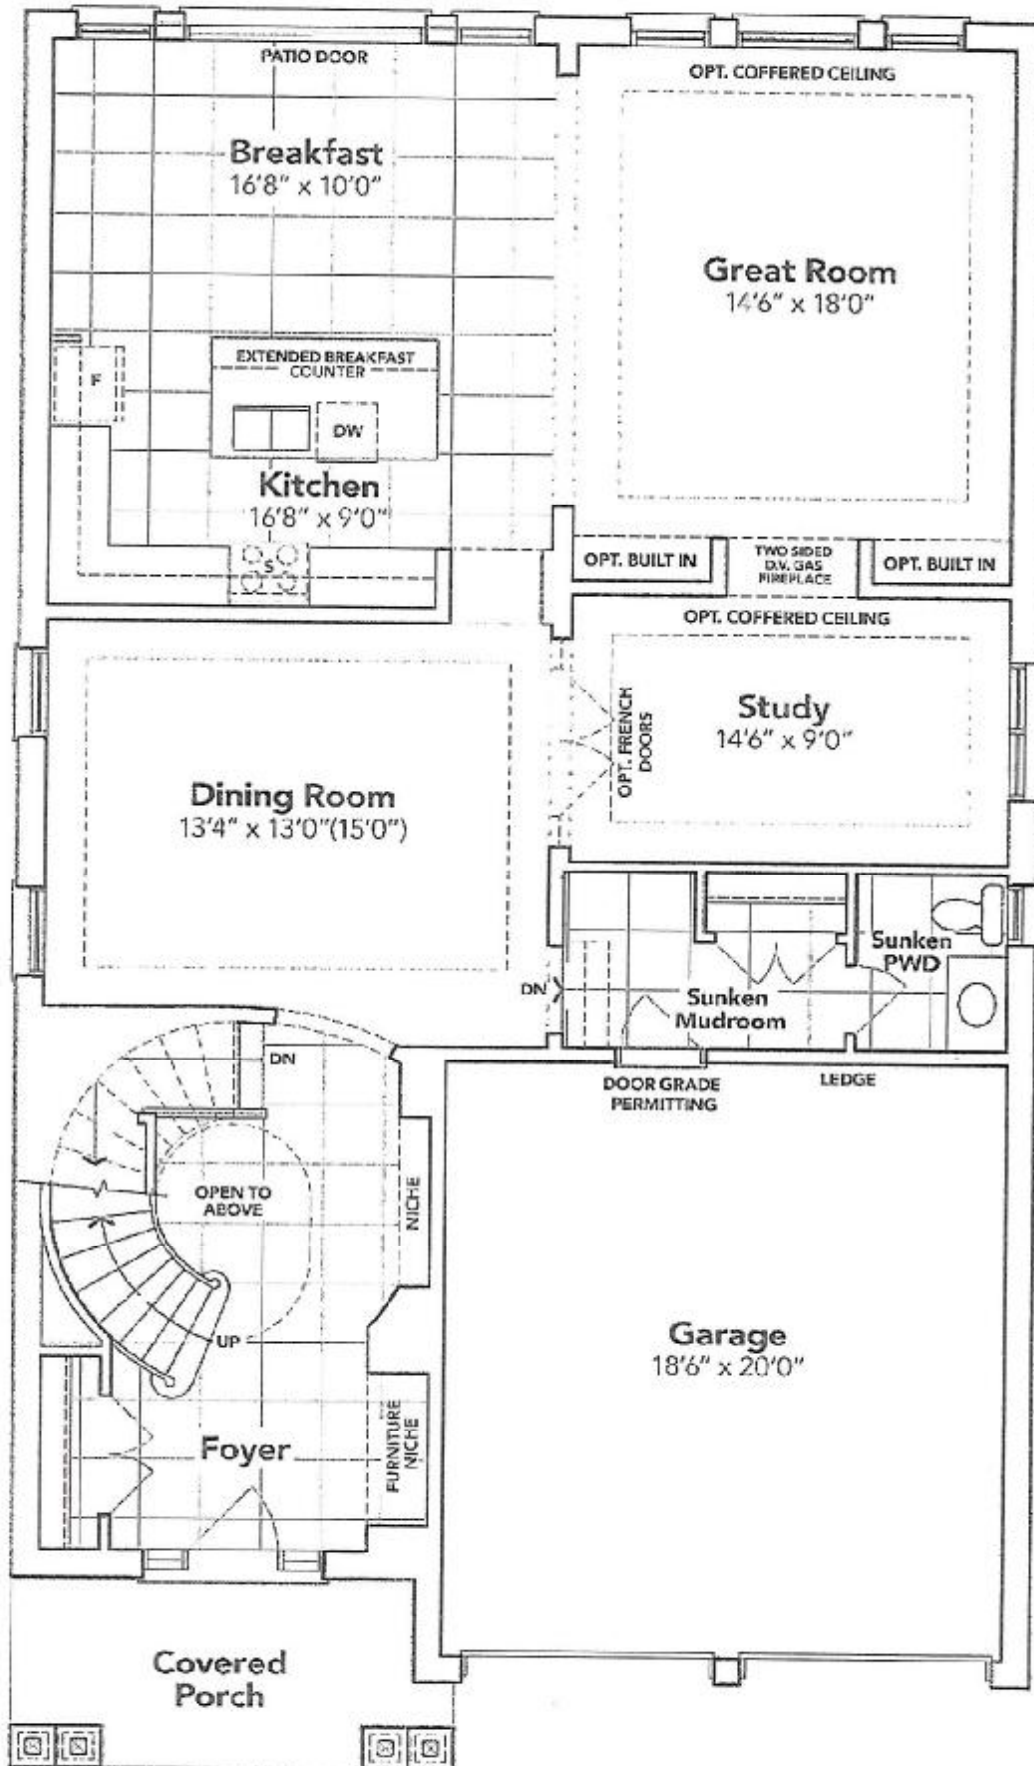 PATIO DOOR
OPT. COFFERED CEILING
Breakfast
16'8" x 10'0"
Great Room
14'6" x 18'0"
EXTENDED BREAKFAST
COUNTER
F
DW
Kitchen
16'8" x 9'0"
S
OPT. BUILT IN
TWO SIDED
D.V. GAS
FIREPLACE
OPT. BUILT IN
OPT. COFFERED CEILING
Study
14'6" x 9'0"
OPT. FRENCH
DOORS
Dining Room
13'4" x 13'0"(15'0")
Sunken
PWD
DN
Sunken
Mudroom
DN
DOOR GRADE
PERMITTING
LEDGE
OPEN TO
ABOVE
NICHE
UP
Garage
18'6" x 20'0"
Foyer
FURNITURE
NICHE
Covered
Porch